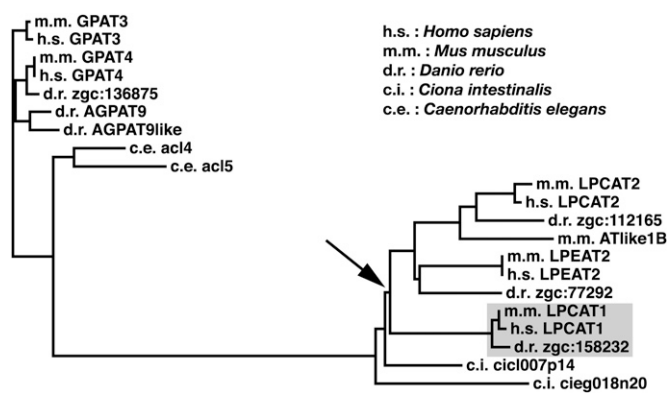 m.m. GPAT3
h.s. GPAT3
m.m. GPAT4
h.s. GPAT4
d.r. zgc:136875
d.r. AGPAT9
d.r. AGPAT9like
c.e. acl4
c.e. acl5
h.s. : Homo sapiens
m.m. : Mus musculus
d.r. : Danio rerio
c.i. : Ciona intestinalis
c.e. : Caenorhabditis elegans
m.m. LPCAT2
h.s. LPCAT2
d.r. zgc:112165
m.m. ATlike1B
m.m. LPEAT2
h.s. LPEAT2
d.r. zgc:77292
m.m. LPCAT1
h.s. LPCAT1
d.r. zgc:158232
c.i. cicl007p14
c.i. cieg018n20